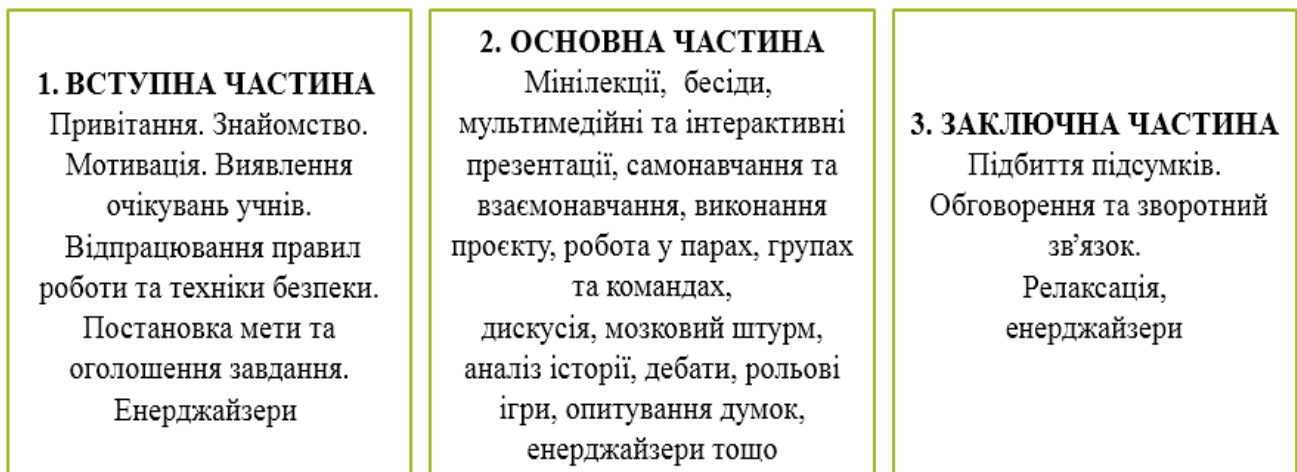 1. ВСТУПНА ЧАСТИНА
Привітання. Знайомство.
Мотивація. Виявлення
очікувань учнів.
Відпрацювання правил
роботи та техніки безпеки.
Постановка мети та
оголошення завдання.
Енерджайзери
2. ОСНОВНА ЧАСТИНА
Мінілекції, бесіди,
мультимедійні та інтерактивні
презентації, самонавчання та
взаємонавчання, виконання
проєкту, робота у парах, групах
та командах,
дискусія, мозковий штурм,
аналіз історії, дебати, рольові
ігри, опитування думок,
енерджайзери тощо
3. ЗАКЛЮЧНА ЧАСТИНА
Підбиття підсумків.
Обговорення та зворотний
зв’язок.
Релаксація,
енерджайзери